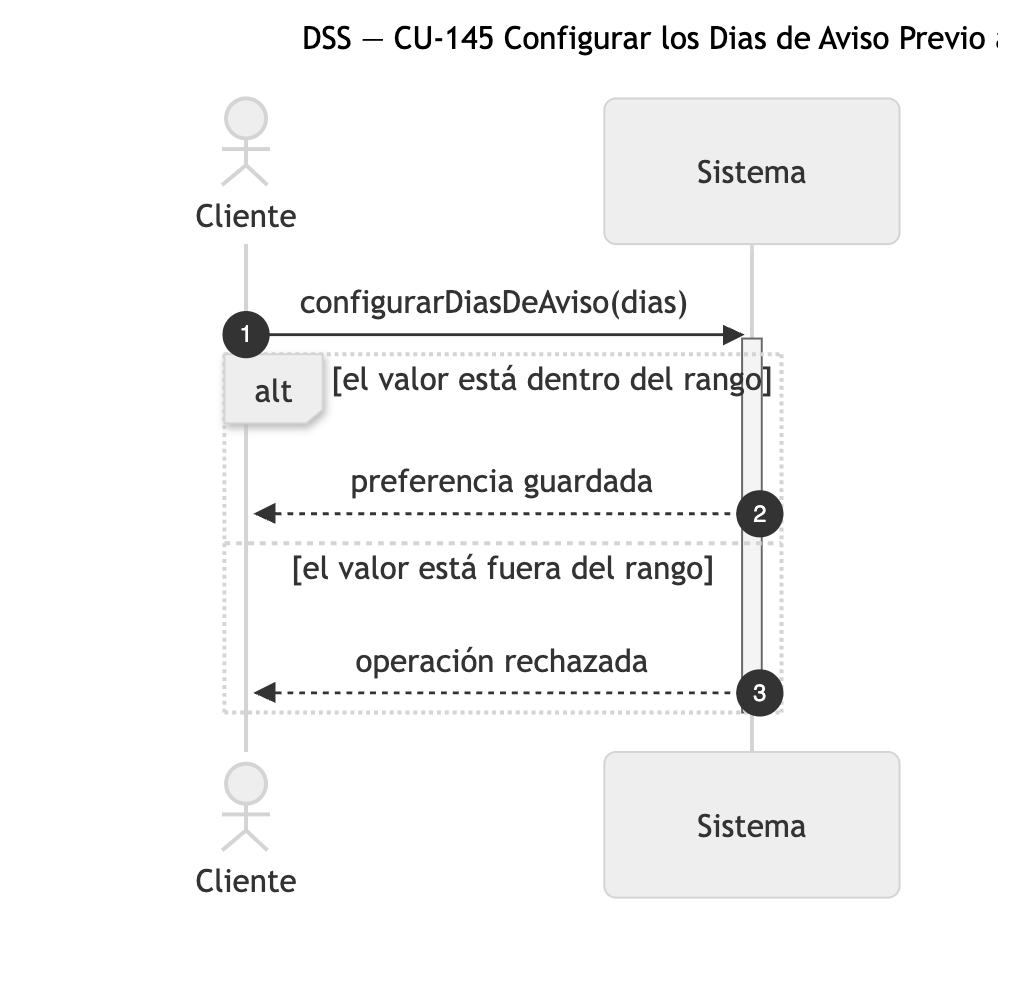 DSS — CU-145 Configurar los Dias de Aviso Previo
Cliente
Sistema
configurarDiasDeAviso(dias)
1
alt
[el valor está dentro del rango]
preferencia guardada
2
[el valor está fuera del rango]
operación rechazada
3
Cliente
Sistema